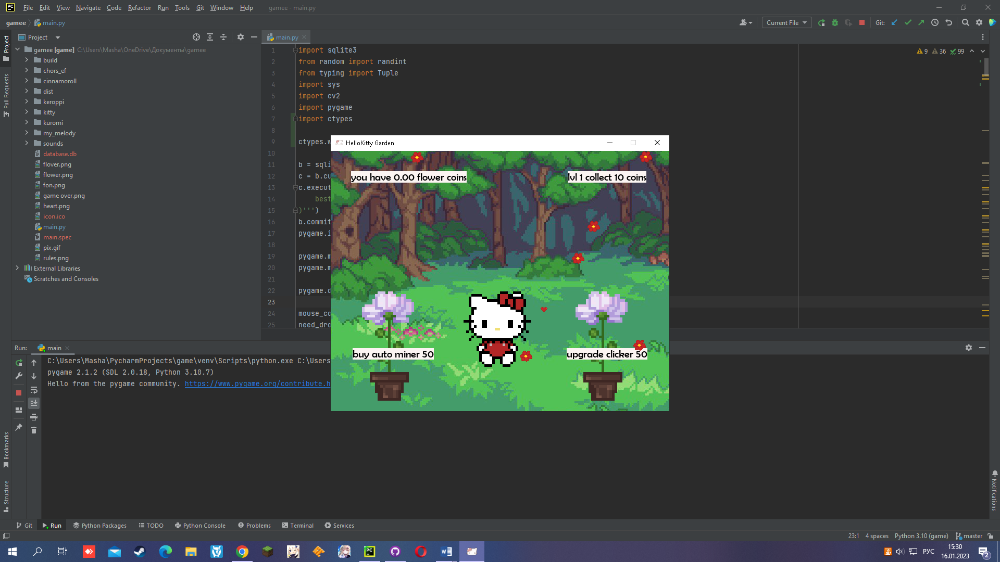 PC File Edit View Navigate Code Refactor Run Tools Git Window Help gamee - main.py
gamee main.py
Current File Git:
Project
main.py
gamee [game] C:\Users\Masha\OneDrive\Документы\gamee
build
chors_ef
cinnamoroll
dist
keroppi
kitty
kuromi
my_melody
sounds
database.db
flover.png
flower.png
fon.png
game over.png
heart.png
icon.ico
main.py
main.spec
pix.gif
rules.png
External Libraries
Scratches and Consoles
Project
Pull Requests
Bookmarks
Structure
9 36 99
1 import sqlite3
2 from random import randint
3 from typing import Tuple
4 import sys
5 import cv2
6 import pygame
7 import ctypes
8
9 ctypes.w
10
11 b = sqli
12 c = b.cu
13 c.execut
14 best
15 )''')
16 b.commit
17 pygame.i
18
19 pygame.m
20 pygame.m
21
22 pygame.d
23
24 mouse_co
25 need_dro
HelloKitty Garden
you have 0.00 flower coins
lvl 1 collect 10 coins
buy auto miner 50
upgrade clicker 50
Run: main
C:\Users\Masha\PycharmProjects\game\venv\Scripts\python.exe C:\Users
pygame 2.1.2 (SDL 2.0.18, Python 3.10.7)
Hello from the pygame community. https://www.pygame.org/contribute.h
Notifications
Git Run Python Packages TODO Python Console Problems Terminal Services
23:1 4 spaces Python 3.10 (game) master
РУС
15:30
16.01.2023
2